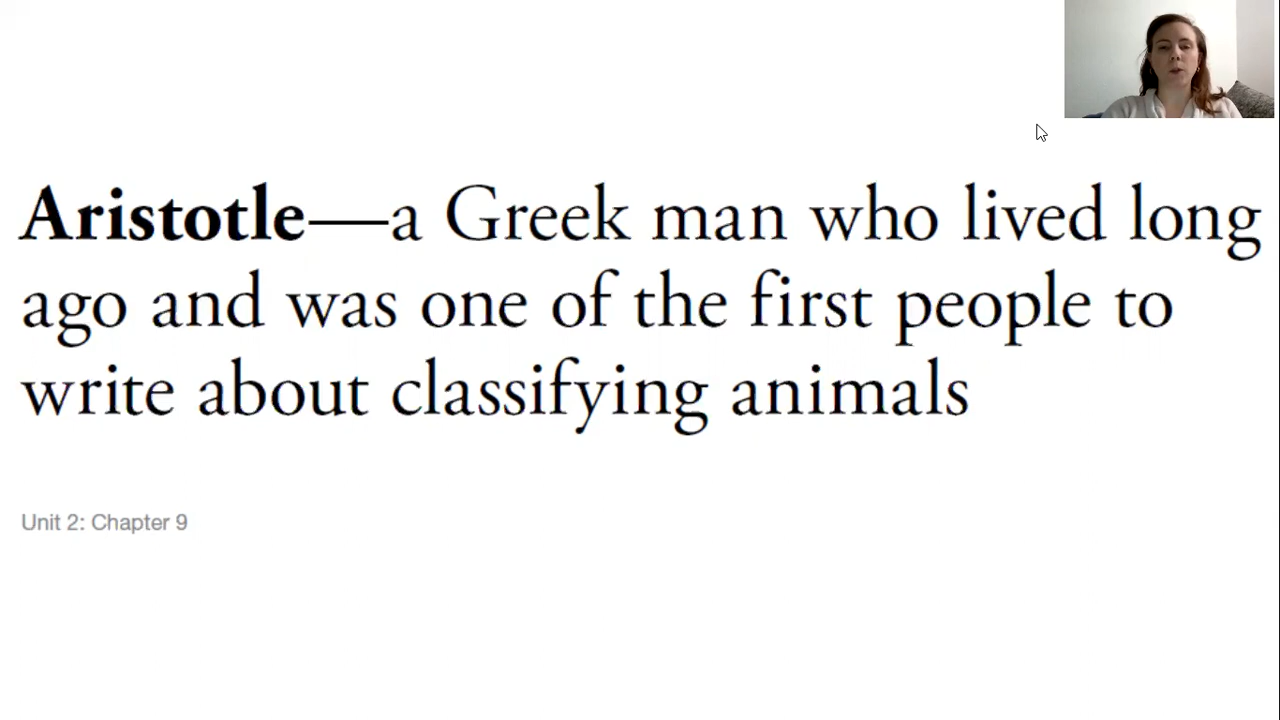 Aristotle—a Greek man who lived long
ago and was one of the first people to
write about classifying animals
Unit 2: Chapter 9